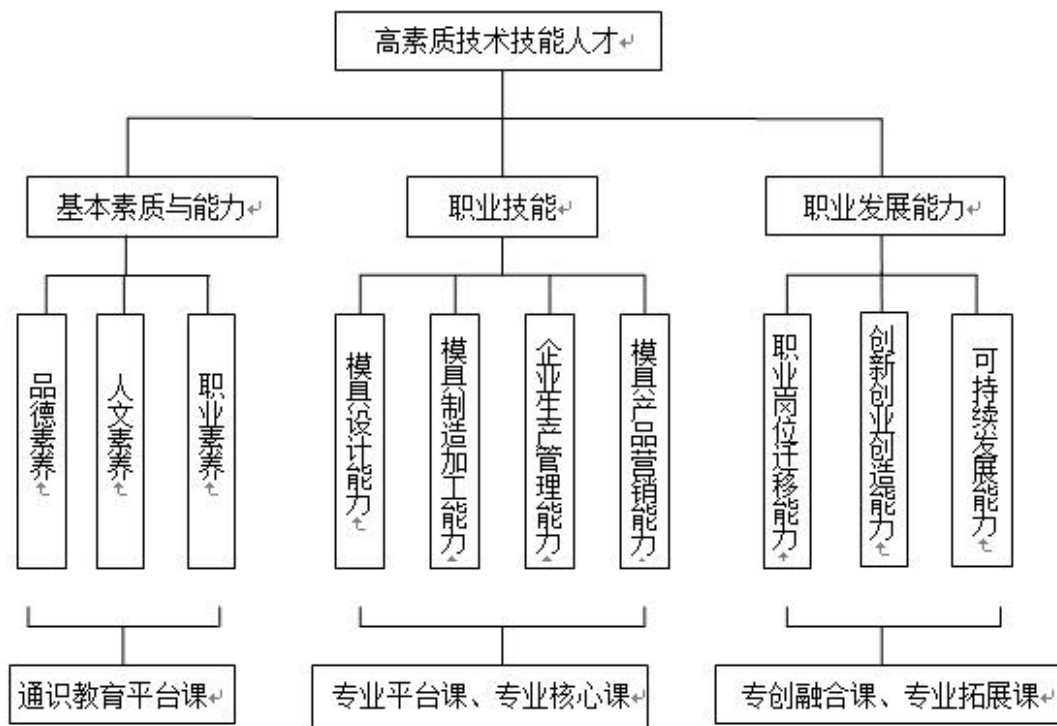 高素质技术技能人才
基本素质与能力
职业技能
职业发展能力
品德素养
人文素养
职业素养
模具设计能力
模具制造加工能力
企业生产管理能力
模具产品营销能力
职业岗位迁移能力
创新创业创造能力
可持续发展能力
通识教育平台课
专业平台课、专业核心课
专创融合课、专业拓展课